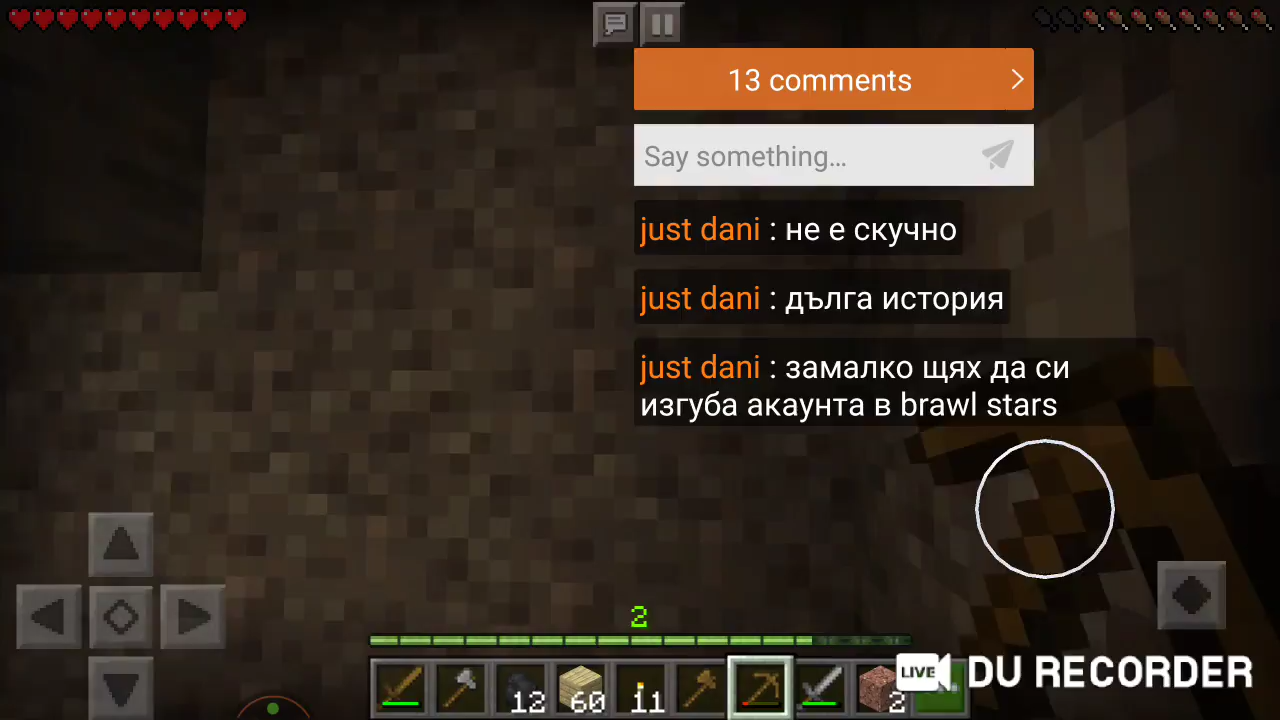 13 comments
Say something...
just dani : не е скучно
just dani : дълга история
just dani : замалко щях да си
изгуба акаунта в brawl stars
2
12
60
11
2
LIVE DU RECORDER